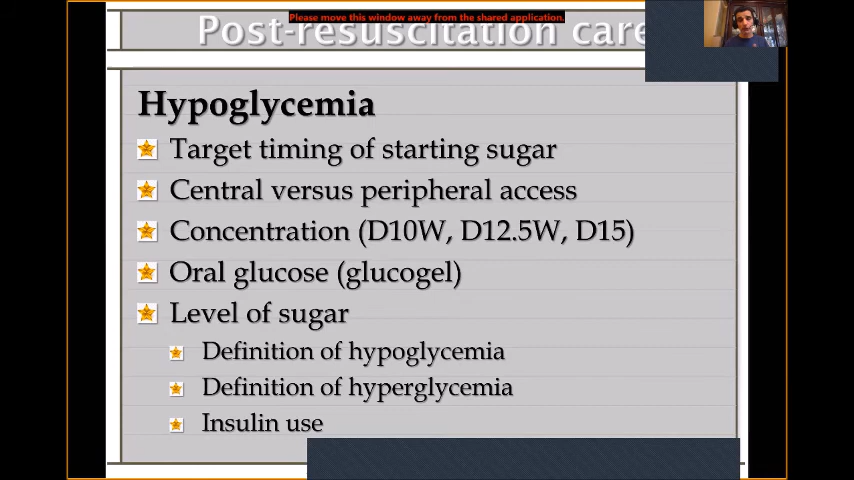 Please move this window away from the shared application.
Post-resuscitation care
Hypoglycemia
Target timing of starting sugar
Central versus peripheral access
Concentration (D10W, D12.5W, D15)
Oral glucose (glucogel)
Level of sugar
Definition of hypoglycemia
Definition of hyperglycemia
Insulin use